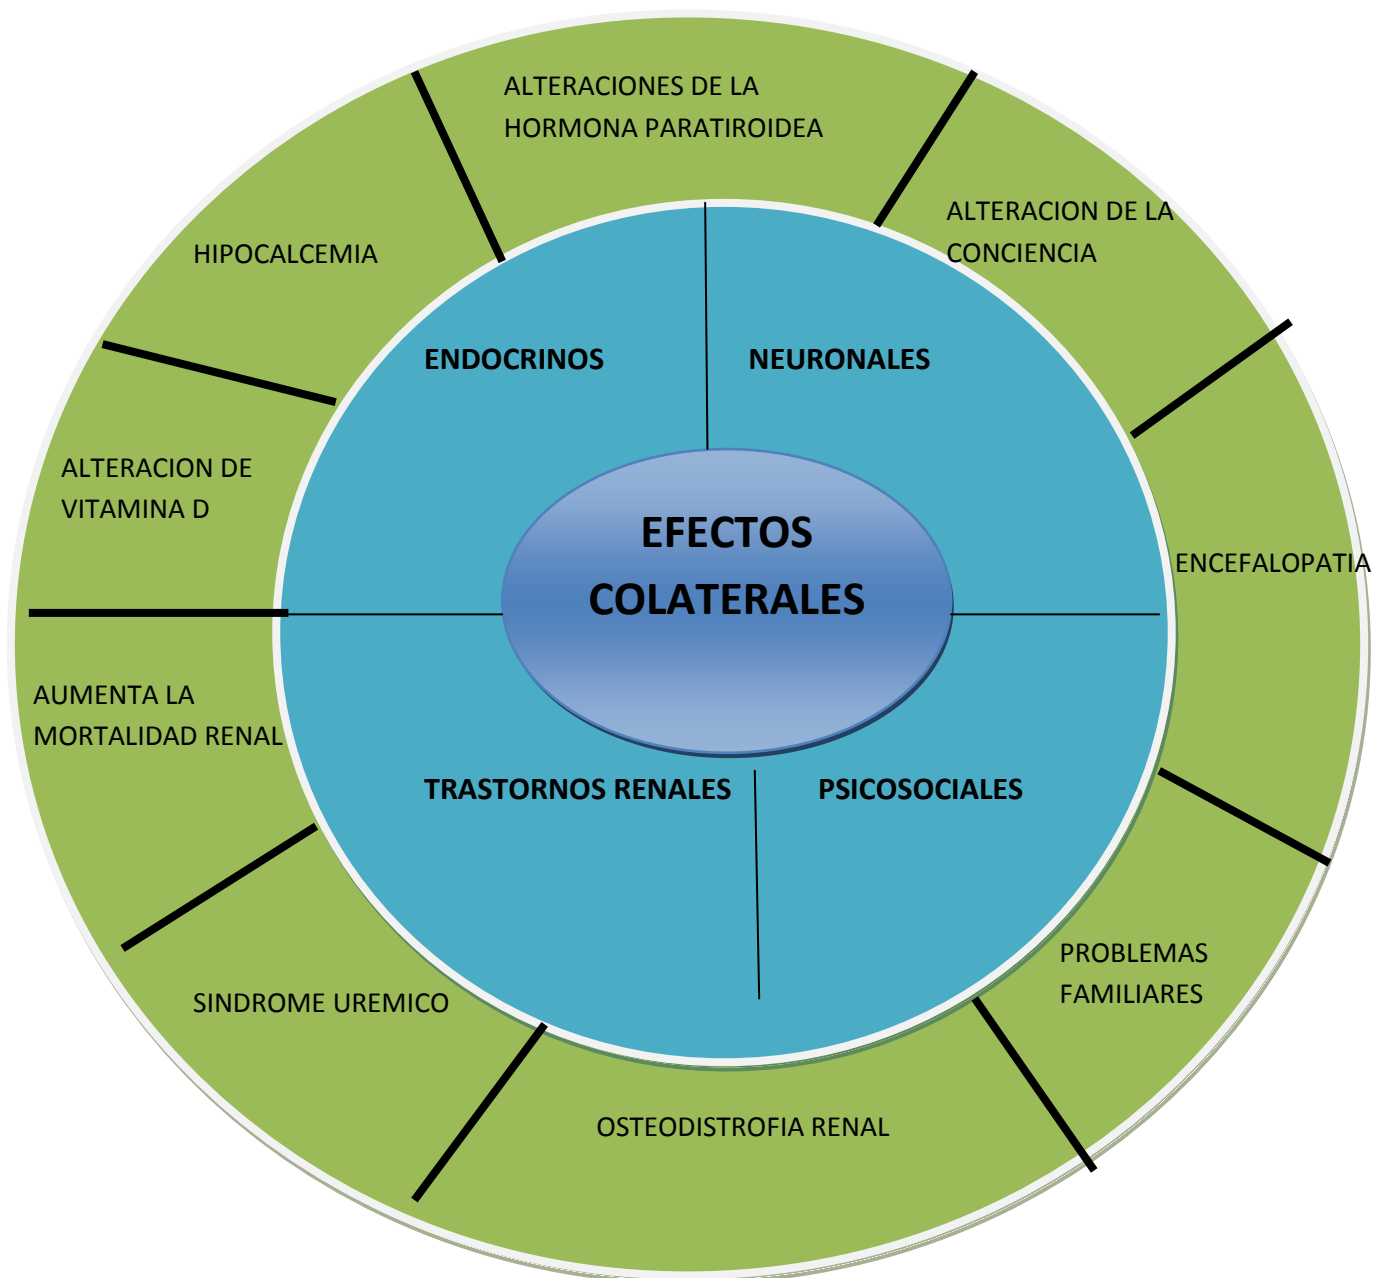 ALTERACIONES DE LA
HORMONA PARATIROIDEA
ALTERACION DE LA
CONCIENCIA
HIPOCALCEMIA
ENDOCRINOS
NEURONALES
ALTERACION DE
VITAMINA D
EFECTOS
COLATERALES
ENCEFALOPATIA
AUMENTA LA
MORTALIDAD RENAL
TRASTORNOS RENALES
PSICOSOCIALES
PROBLEMAS
FAMILIARES
SINDROME UREMICO
OSTEODISTROFIA RENAL